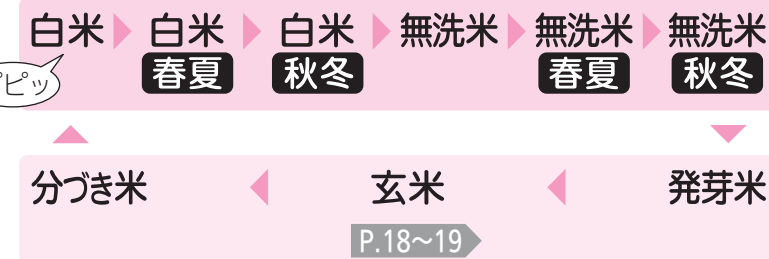 白米 白米 白米 無洗米 無洗米 無洗米
春夏 秋冬 春夏 秋冬
ピッ
分づき米 玄米 発芽米
P.18～19